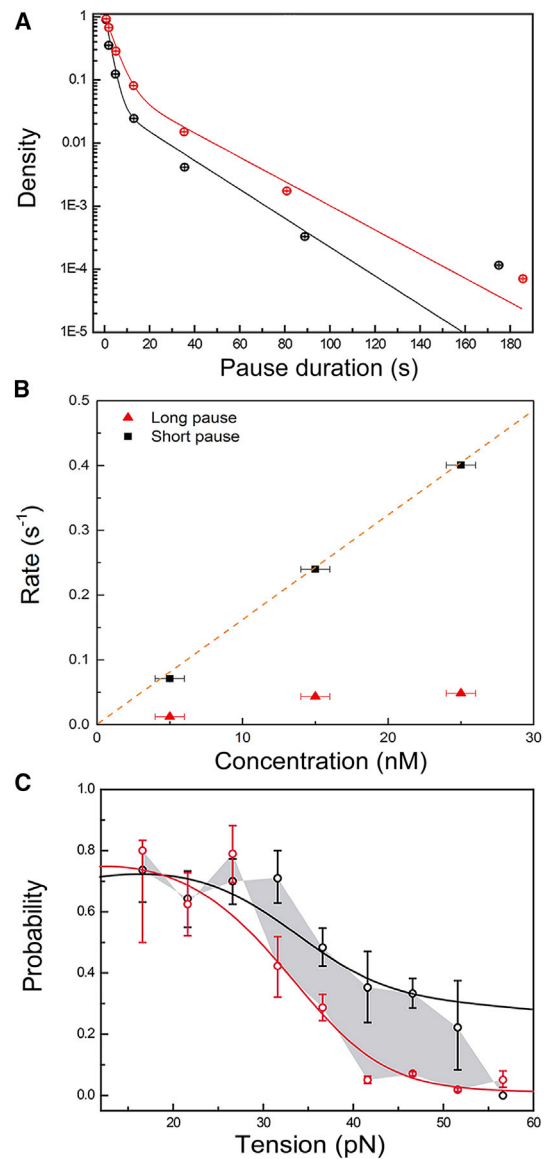 A
1
0.1
0.01
1E-3
1E-4
1E-5
Density
0 20 40 60 80 100 120 140 160 180
Pause duration (s)
B
0.5
0.4
0.3
0.2
0.1
0.0
Rate (s⁻¹)
Long pause
Short pause
0 10 20 30
Concentration (nM)
C
1.0
0.8
0.6
0.4
0.2
0.0
Probability
20 30 40 50 60
Tension (pN)